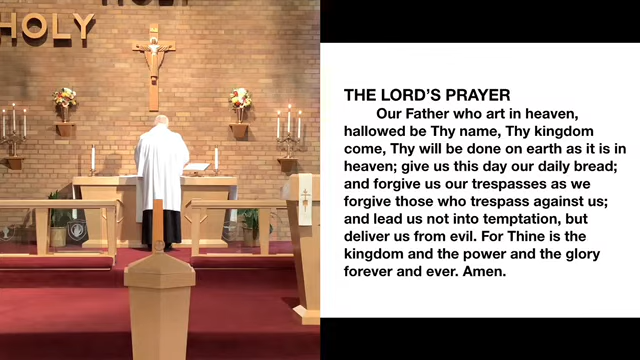 HOLY
THE LORD'S PRAYER
Our Father who art in heaven,
hallowed be Thy name, Thy kingdom
come, Thy will be done on earth as it is in
heaven; give us this day our daily bread;
and forgive us our trespasses as we
forgive those who trespass against us;
and lead us not into temptation, but
deliver us from evil. For Thine is the
kingdom and the power and the glory
forever and ever. Amen.